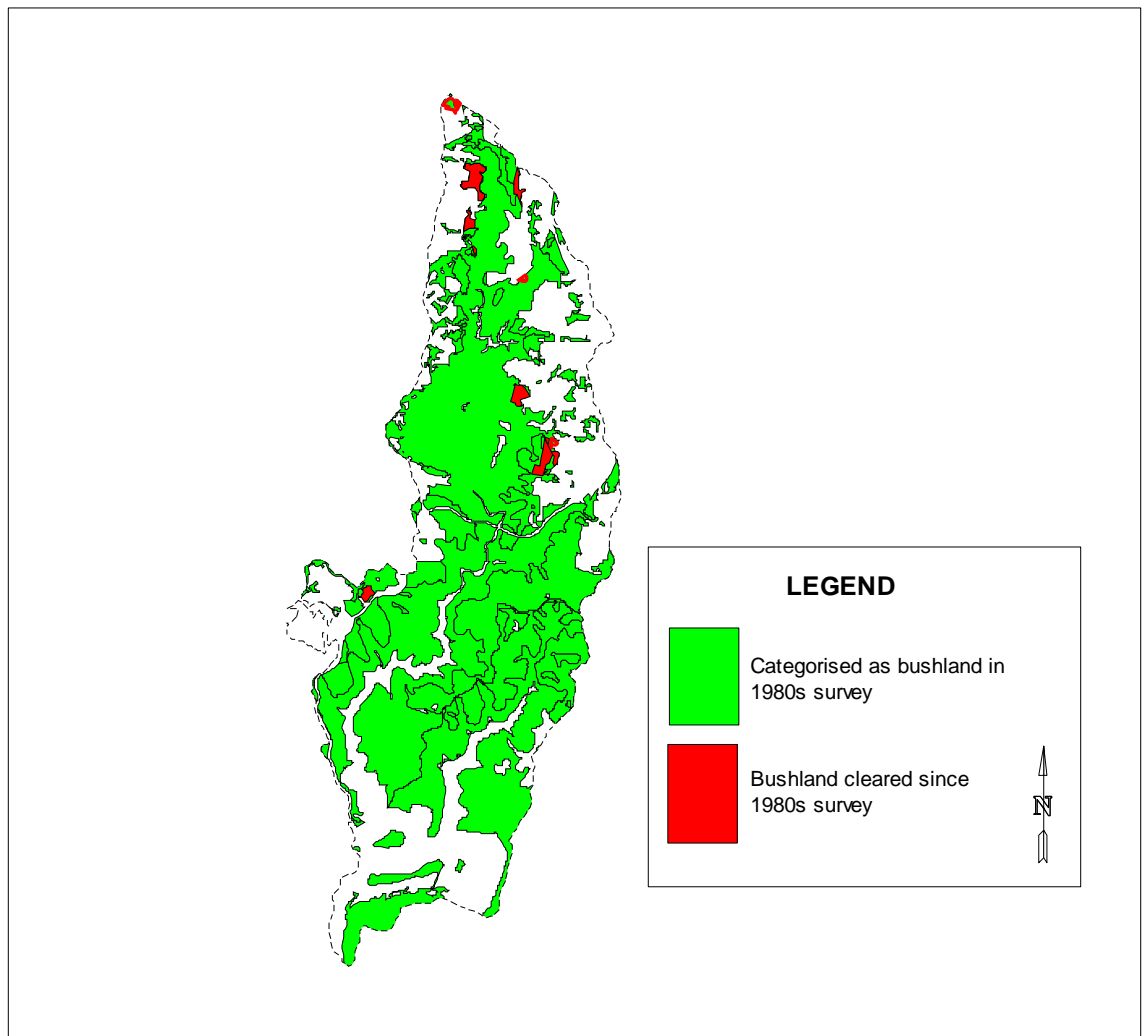 LEGEND
Categorised as bushland in
1980s survey
Bushland cleared since
1980s survey
N